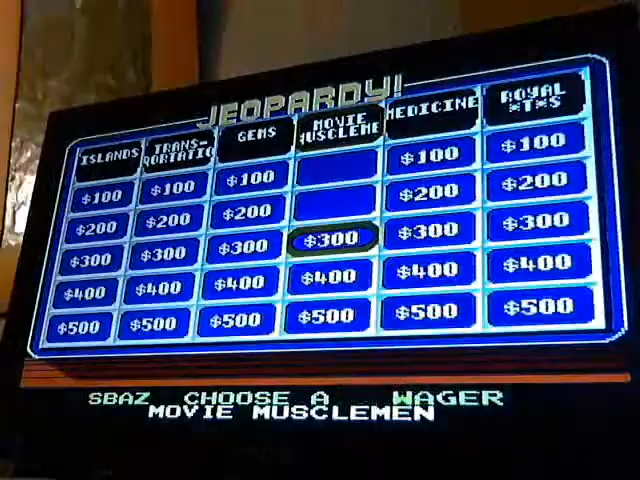 JEOPARDY!
ISLANDS TRANS-PORTATIO GEMS MOVIE MUSCLEME MEDICINE ROYAL *T*S
$100 $100 $100 $100 $100
$200 $200 $200 $200 $200
$300 $300 $300 $300 $300 $300
$400 $400 $400 $400 $400 $400
$500 $500 $500 $500 $500 $500
SBAZ CHOOSE A WAGER
MOVIE MUSCLEMEN